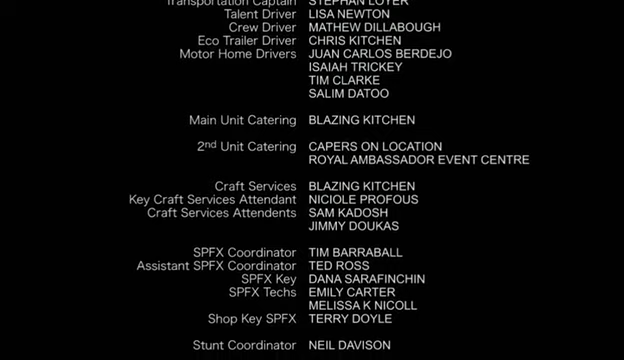 Transportation Captain STEPHAN LOYER
Talent Driver LISA NEWTON
Crew Driver MATHEW DILLABOUGH
Eco Trailer Driver CHRIS KITCHEN
Motor Home Drivers JUAN CARLOS BERDEJO
ISAIAH TRICKEY
TIM CLARKE
SALIM DATOO
Main Unit Catering BLAZING KITCHEN
2nd Unit Catering CAPERS ON LOCATION
ROYAL AMBASSADOR EVENT CENTRE
Craft Services BLAZING KITCHEN
Key Craft Services Attendant NICIOLE PROFOUS
Craft Services Attendents SAM KADOSH
JIMMY DOUKAS
SPFX Coordinator TIM BARRABALL
Assistant SPFX Coordinator TED ROSS
SPFX Key DANA SARAFINCHIN
SPFX Techs EMILY CARTER
MELISSA K NICOLL
Shop Key SPFX TERRY DOYLE
Stunt Coordinator NEIL DAVISON